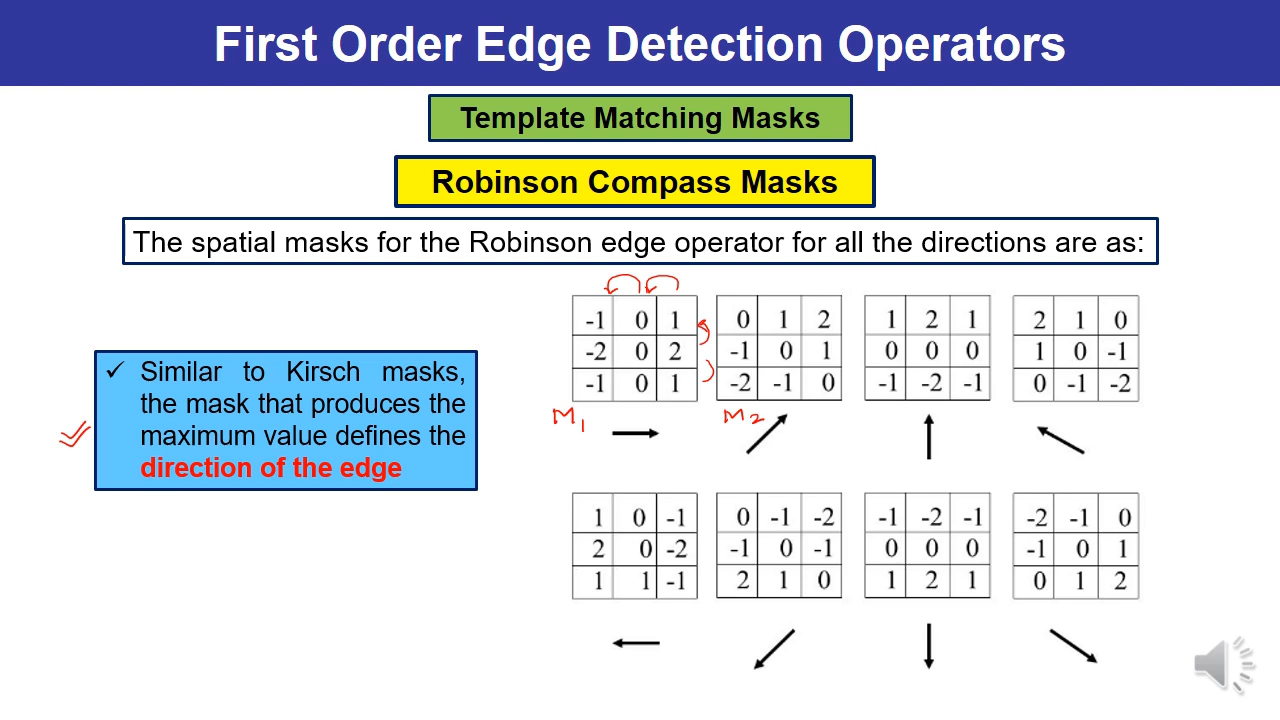 First Order Edge Detection Operators
Template Matching Masks
Robinson Compass Masks
The spatial masks for the Robinson edge operator for all the directions are as:
✓ Similar to Kirsch masks,
the mask that produces the
maximum value defines the
direction of the edge
-1 0 1
-2 0 2
-1 0 1
M1
0 1 2
-1 0 1
-2 -1 0
M2
1 2 1
0 0 0
-1 -2 -1
2 1 0
1 0 -1
0 -1 -2
1 0 -1
2 0 -2
1 1 -1
0 -1 -2
-1 0 -1
2 1 0
-1 -2 -1
0 0 0
1 2 1
-2 -1 0
-1 0 1
0 1 2